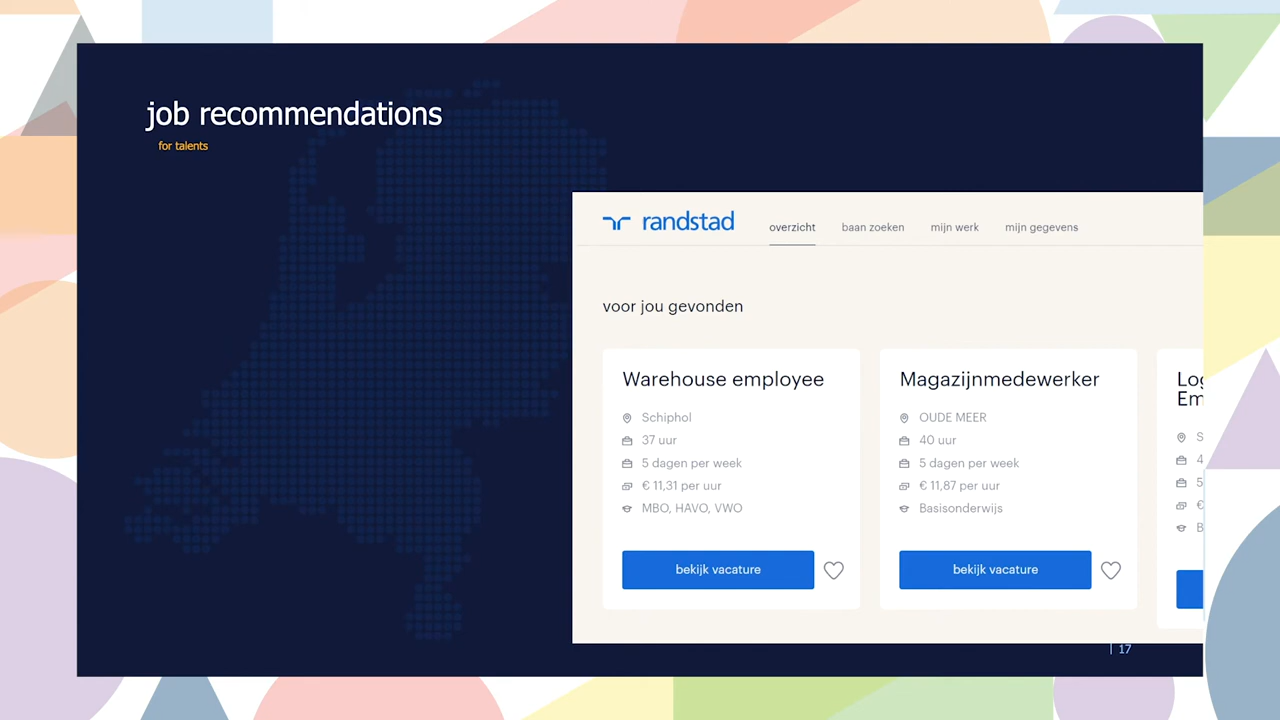 job recommendations
for talents
randstad
overzicht baan zoeken mijn werk mijn gegevens
voor jou gevonden
Warehouse employee
Schiphol
37 uur
5 dagen per week
€ 11,31 per uur
MBO, HAVO, VWO
bekijk vacature
Magazijnmedewerker
OUDE MEER
40 uur
5 dagen per week
€ 11,87 per uur
Basisonderwijs
bekijk vacature
| 17